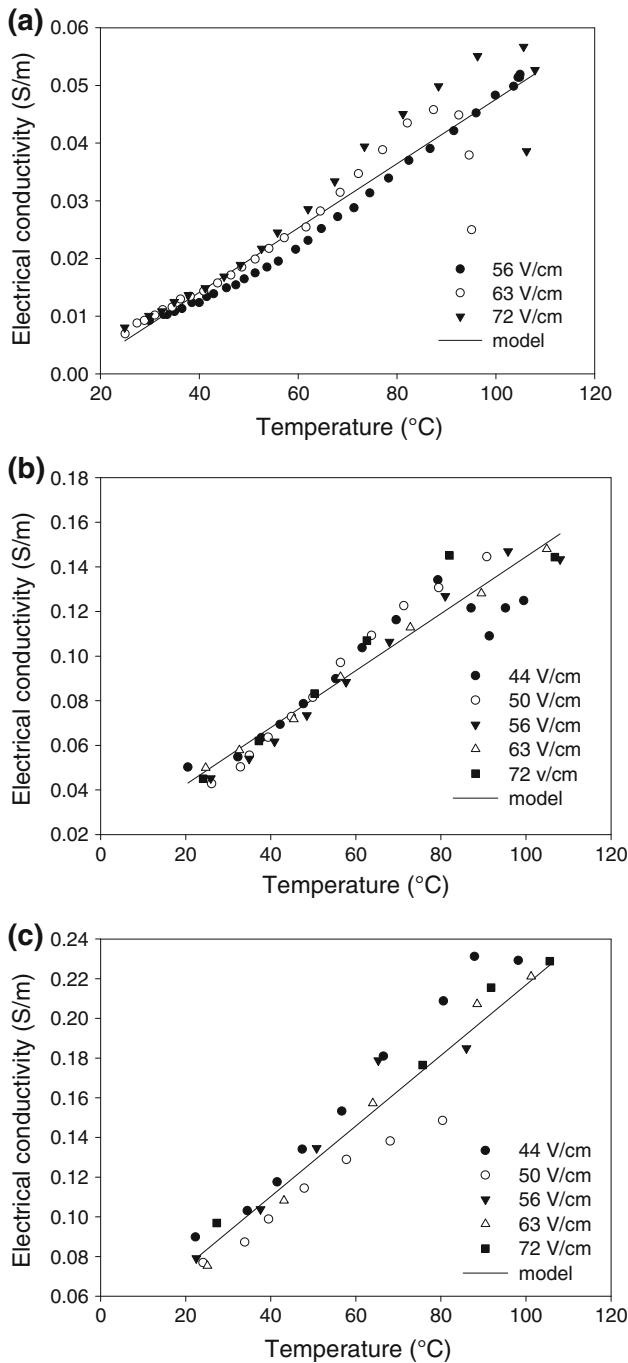 (a)
Electrical conductivity (S/m)
0.06
0.05
0.04
0.03
0.02
0.01
0.00
56 V/cm
63 V/cm
72 V/cm
model
20 40 60 80 100 120
Temperature (°C)
(b)
Electrical conductivity (S/m)
0.18
0.16
0.14
0.12
0.10
0.08
0.06
0.04
0.02
44 V/cm
50 V/cm
56 V/cm
63 V/cm
72 v/cm
model
0 20 40 60 80 100 120
Temperature (°C)
(c)
Electrical conductivity (S/m)
0.24
0.22
0.20
0.18
0.16
0.14
0.12
0.10
0.08
0.06
44 V/cm
50 V/cm
56 V/cm
63 V/cm
72 V/cm
model
0 20 40 60 80 100 120
Temperature (°C)